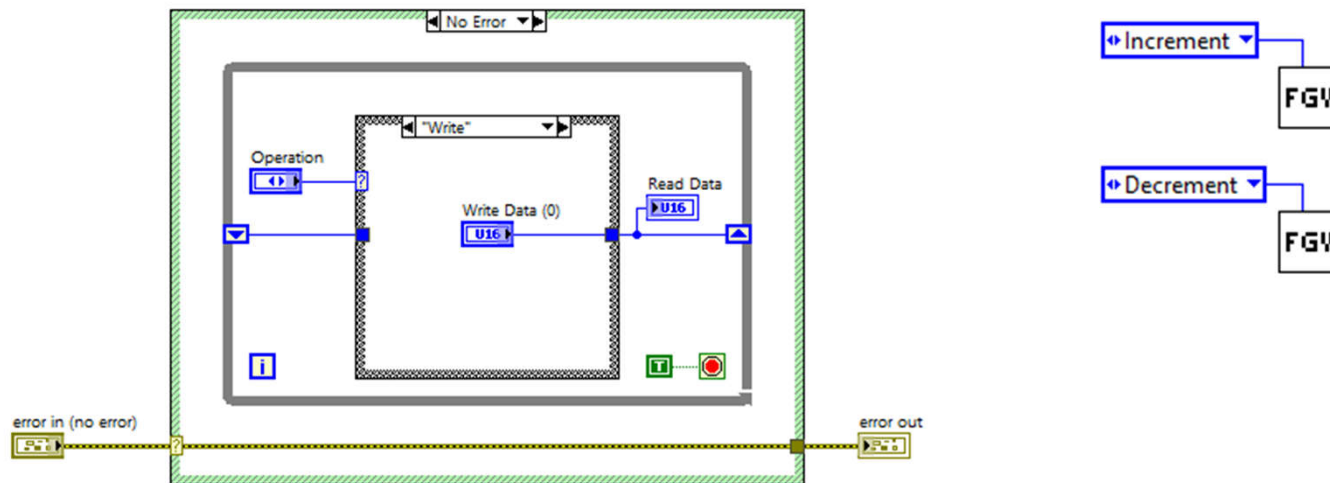 No Error
"Write"
Operation
Read Data
U16
Write Data (0)
U16
i
T
error in (no error)
error out
?
?
Increment
FGV
Decrement
FGV